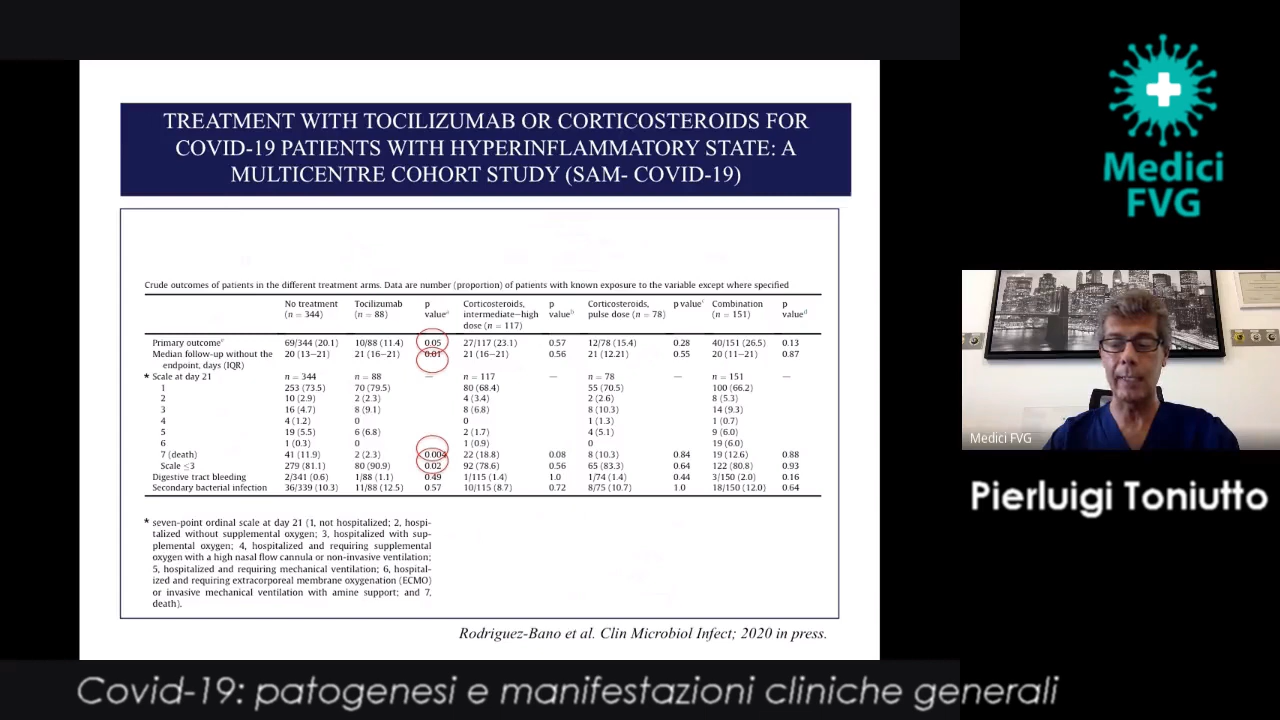 TREATMENT WITH TOCILIZUMAB OR CORTICOSTEROIDS FOR
COVID-19 PATIENTS WITH HYPERINFLAMMATORY STATE: A
MULTICENTRE COHORT STUDY (SAM- COVID-19)
Crude outcomes of patients in the different treatment arms. Data are number (proportion) of patients with known exposure to the variable except where specified
No treatment Tocilizumab p Corticosteroids, p Corticosteroids, p value Combination p
(n = 344) (n = 88) value intermediate–high value pulse dose (n = 78) (n = 151) value
dose (n = 117)
Primary outcome 69/344 (20.1) 10/88 (11.4) 0.05 27/117 (23.1) 0.57 12/78 (15.4) 0.28 40/151 (26.5) 0.13
Median follow-up without the 20 (13–21) 21 (16–21) 0.01 21 (16–21) 0.56 21 (12.21) 0.55 20 (11–21) 0.87
endpoint, days (IQR)
* Scale at day 21 n = 344 n = 88 — n = 117 — n = 78 — n = 151 —
1 253 (73.5) 70 (79.5) 80 (68.4) 55 (70.5) 100 (66.2)
2 10 (2.9) 2 (2.3) 4 (3.4) 2 (2.6) 8 (5.3)
3 16 (4.7) 8 (9.1) 8 (6.8) 8 (10.3) 14 (9.3)
4 4 (1.2) 0 0 1 (1.3) 1 (0.7)
5 19 (5.5) 6 (6.8) 2 (1.7) 4 (5.1) 9 (6.0)
6 1 (0.3) 0 1 (0.9) 0 19 (6.0)
7 (death) 41 (11.9) 2 (2.3) 0.004 22 (18.8) 0.08 8 (10.3) 0.84 19 (12.6) 0.88
Scale ≤3 279 (81.1) 80 (90.9) 0.02 92 (78.6) 0.56 65 (83.3) 0.64 122 (80.8) 0.93
Digestive tract bleeding 2/341 (0.6) 1/88 (1.1) 0.49 1/115 (1.4) 1.0 1/74 (1.4) 0.44 3/150 (2.0) 0.16
Secondary bacterial infection 36/339 (10.3) 11/88 (12.5) 0.57 10/115 (8.7) 0.72 8/75 (10.7) 1.0 18/150 (12.0) 0.64
* seven-point ordinal scale at day 21 (1, not hospitalized; 2, hospi-
talized without supplemental oxygen; 3, hospitalized with sup-
plemental oxygen; 4, hospitalized and requiring supplemental
oxygen with a high nasal flow cannula or non-invasive ventilation;
5, hospitalized and requiring mechanical ventilation; 6, hospital-
ized and requiring extracorporeal membrane oxygenation (ECMO)
or invasive mechanical ventilation with amine support; and 7,
death).
Rodriguez-Bano et al. Clin Microbiol Infect; 2020 in press.
Medici
FVG
Medici FVG
Pierluigi Toniutto
Covid-19: patogenesi e manifestazioni cliniche generali